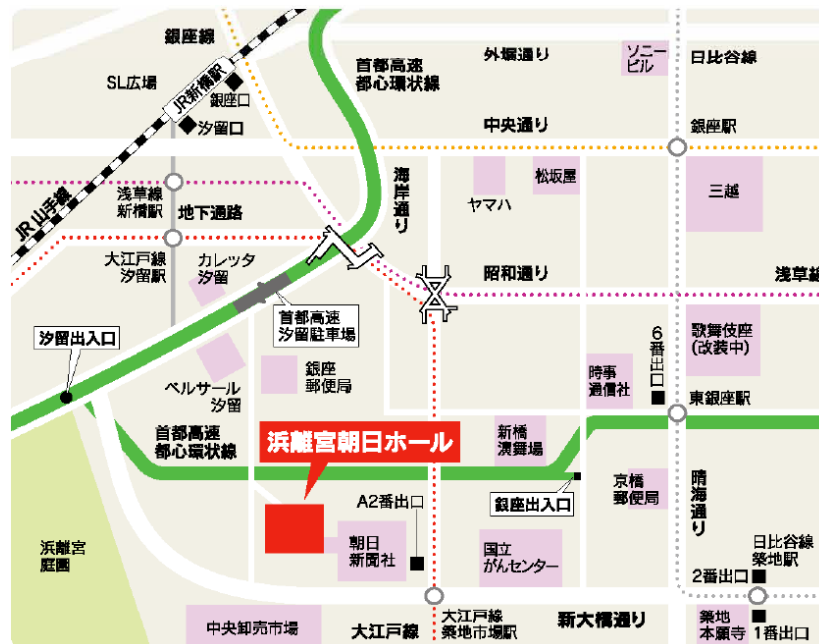 銀座線
外堀通り
ソニー
ビル
日比谷線
首都高速
都心環状線
SL広場
JR新橋駅
銀座口
汐留口
中央通り
銀座駅
海岸通り
松坂屋
ヤマハ
三越
JR山手線
浅草線
新橋駅
地下通路
大江戸線
汐留駅
カレッタ
汐留
昭和通り
浅草線
首都高速
汐留駐車場
汐留出入口
6番出口
歌舞伎座
(改装中)
ベルサール
汐留
銀座
郵便局
時事
通信社
東銀座駅
首都高速
都心環状線
浜離宮朝日ホール
新橋
演舞場
京橋
郵便局
晴海通り
A2番出口
銀座出入口
浜離宮
庭園
朝日
新聞社
国立
がんセンター
日比谷線
築地駅
2番出口
中央卸売市場
大江戸線
大江戸線
築地市場駅
新大橋通り
築地
本願寺
1番出口